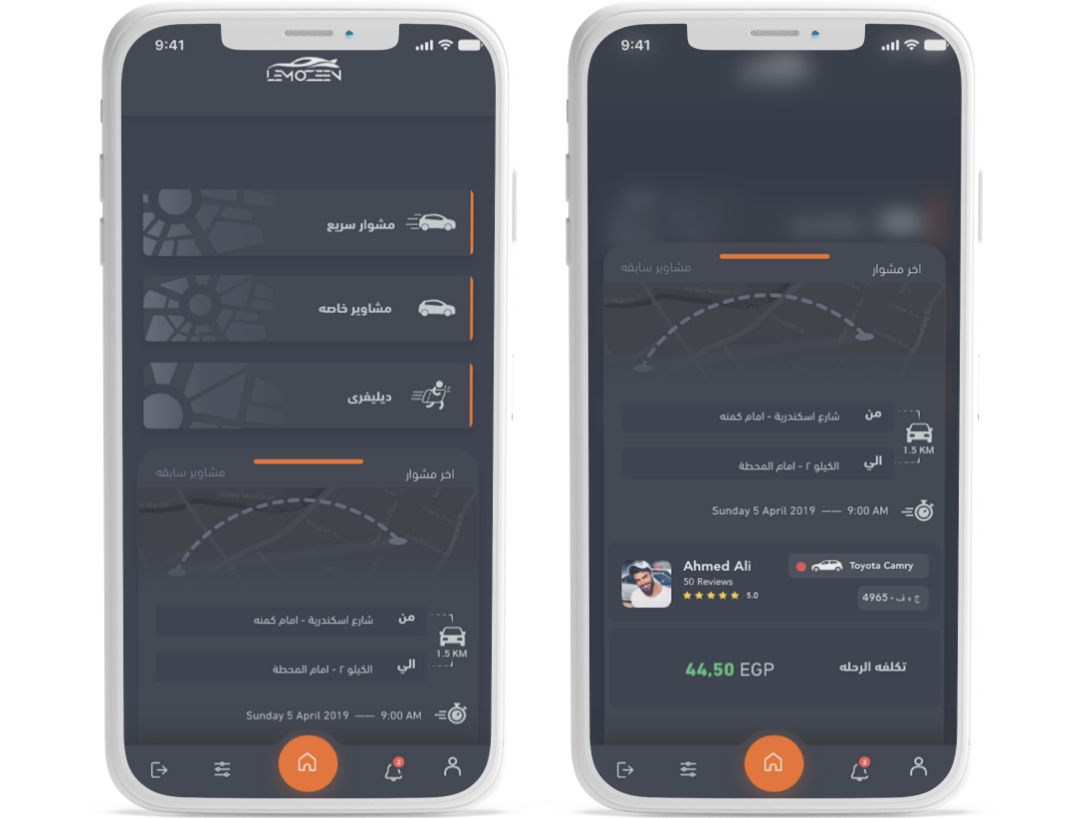 9:41
LEMOZEEN
مشوار سريع
مشاوير خاصه
ديليفري
اخر مشوار
مشاوير سابقه
من
شارع اسكندرية - امام كمنه
1.5 KM
الي
الكيلو ٢ - امام المحطة
Sunday 5 April 2019 —— 9:00 AM
2
9:41
اخر مشوار
مشاوير سابقه
من
شارع اسكندرية - امام كمنه
1.5 KM
الي
الكيلو ٢ - امام المحطة
Sunday 5 April 2019 —— 9:00 AM
Ahmed Ali
50 Reviews
5.0
Toyota Camry
ج ه ف - 4965
تكلفه الرحله
44,50 EGP
2